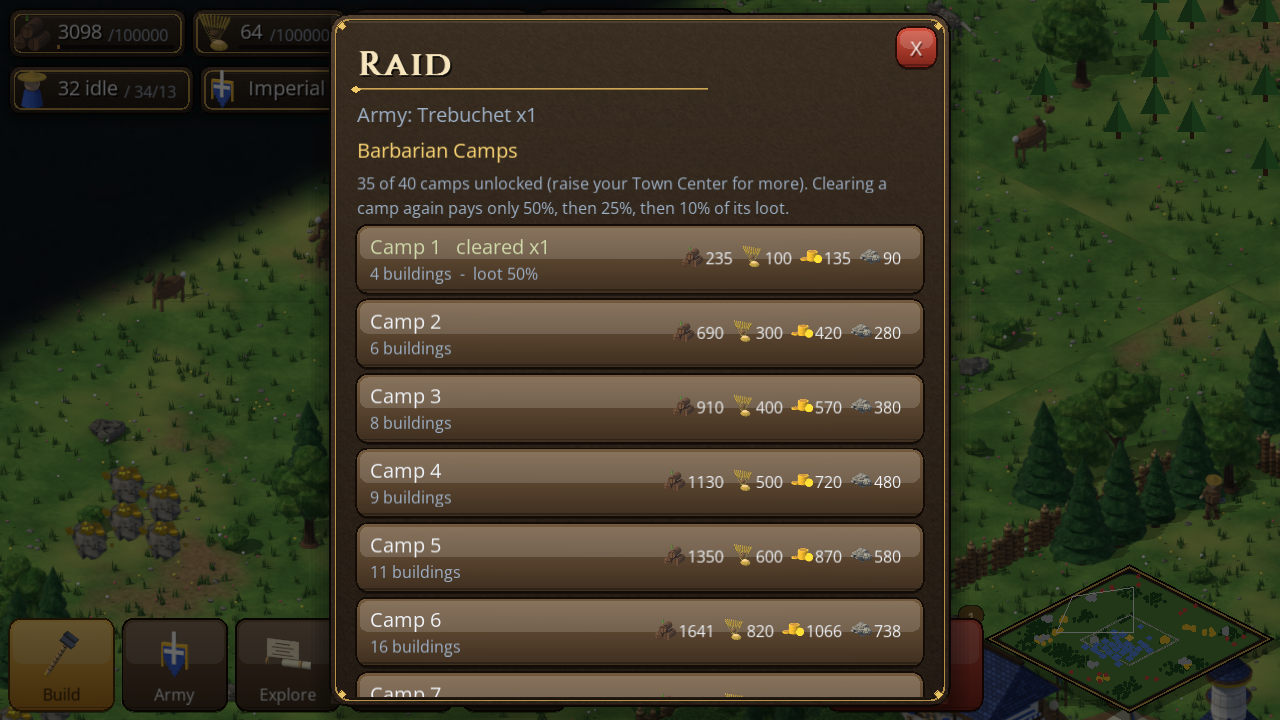 3098 /100000
64 /100000
32 idle / 34/13
Imperial
RAID
X
Army: Trebuchet x1
Barbarian Camps
35 of 40 camps unlocked (raise your Town Center for more). Clearing a
camp again pays only 50%, then 25%, then 10% of its loot.
Camp 1 cleared x1
235 100 135 90
4 buildings - loot 50%
Camp 2
690 300 420 280
6 buildings
Camp 3
910 400 570 380
8 buildings
Camp 4
1130 500 720 480
9 buildings
Camp 5
1350 600 870 580
11 buildings
Camp 6
1641 820 1066 738
16 buildings
Camp 7
Build
Army
Explore